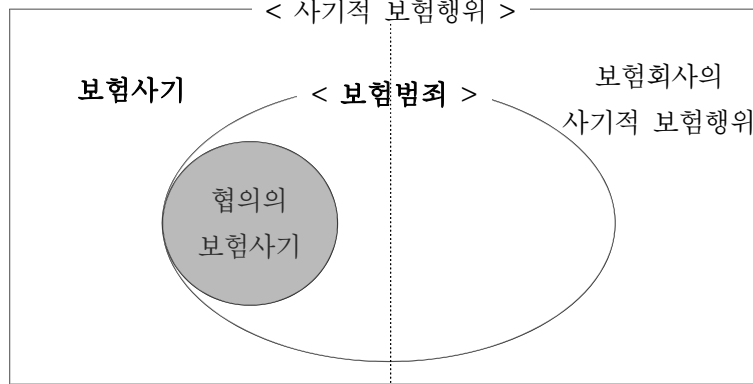 < 사기적 보험행위 >
보험사기
< 보험범죄 >
보험회사의
사기적 보험행위
협의의
보험사기